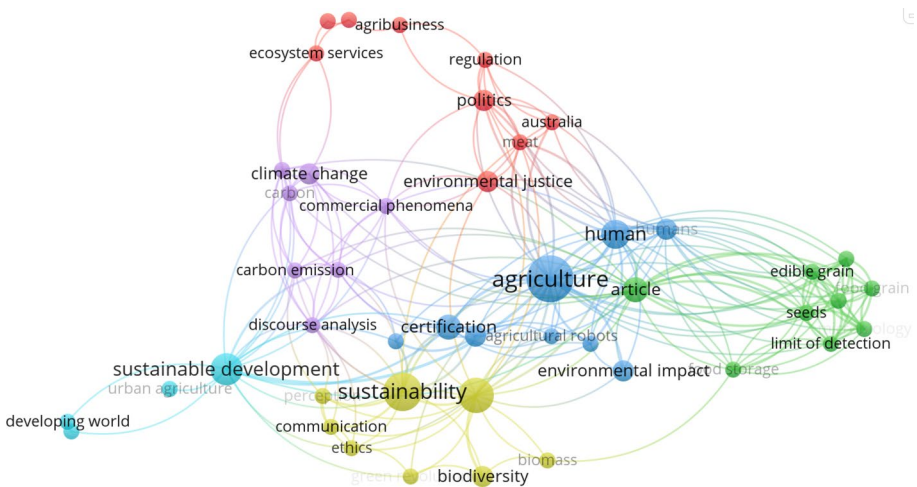 agribusiness
ecosystem services
regulation
politics
australia
meat
climate change
environmental justice
carbon
commercial phenomena
human
humans
carbon emission
agriculture
edible grain
article
food grain
seeds
discourse analysis
certification
agricultural robots
limit of detection
sustainable development
environmental impact
food storage
urban agriculture
sustainability
developing world
communication
ethics
biomass
biodiversity